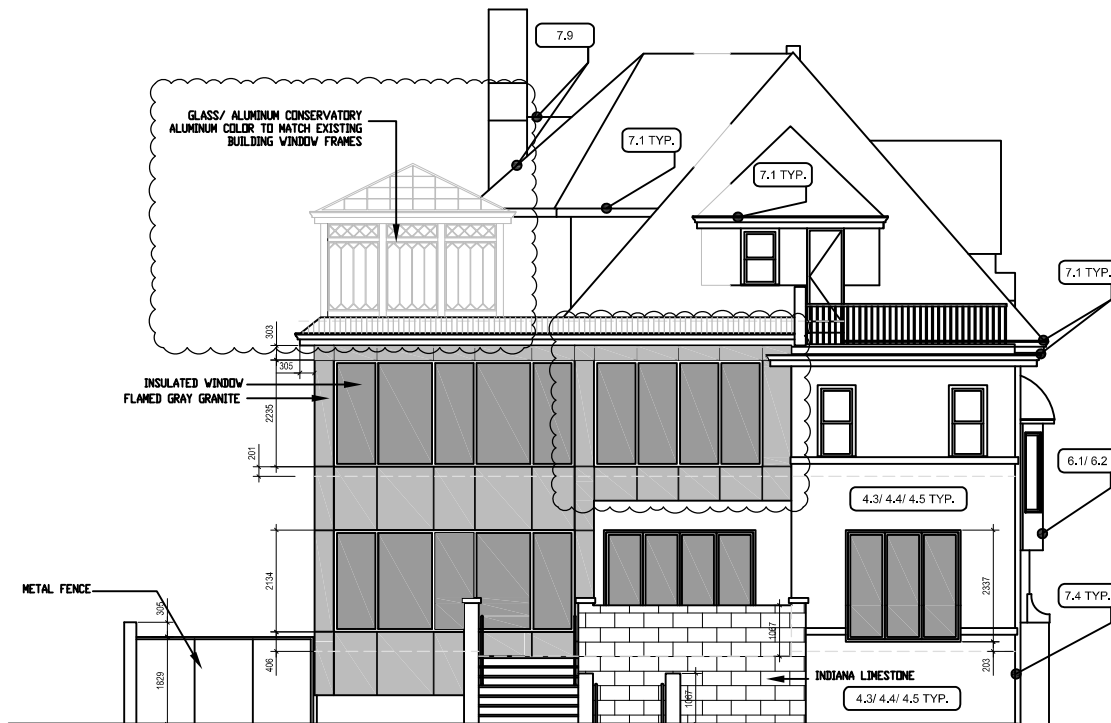 7.9
GLASS/ ALUMINUM CONSERVATORY
ALUMINUM COLOR TO MATCH EXISTING
BUILDING WINDOW FRAMES
7.1 TYP.
7.1 TYP.
7.1 TYP.
303
305
INSULATED WINDOW
FLAMED GRAY GRANITE
2235
201
6.1/ 6.2
4.3/ 4.4/ 4.5 TYP.
2134
2337
METAL FENCE
305
7.4 TYP.
1067
406
203
1829
INDIANA LIMESTONE
1067
4.3/ 4.4/ 4.5 TYP.